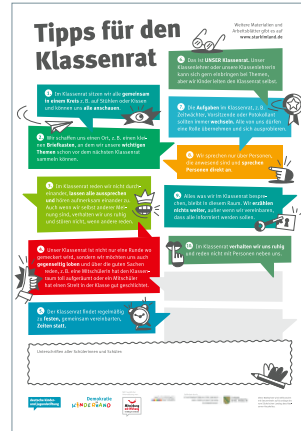 Tipps für den
Klassenrat
Weitere Materialien und
Arbeitsblätter gibt es auf
www.starkimland.de
1. Im Klassenrat sitzen wir alle gemeinsam
in einem Kreis z. B. auf Stühlen oder Kissen
und können uns alle anschauen.
2. Wir schaffen uns einen Ort, z. B. einen klei-
nen Briefkasten, an dem wir unsere wichtigen
Themen schon vor dem nächsten Klassenrat
sammeln können.
3. Im Klassenrat reden wir nicht durch-
einander, lassen alle aussprechen
und hören aufmerksam einander zu.
Auch wenn wir selbst anderer Mei-
nung sind, verhalten wir uns ruhig
und stören nicht, wenn andere reden.
4. Unser Klassenrat ist nicht nur eine Runde wo
gemeckert wird, sondern wir möchten uns auch
gegenseitig loben und über die guten Sachen
reden, z. B. eine Mitschülerin hat den Klassen-
raum toll aufgeräumt oder ein Mitschüler
hat einen Streit in der Klasse gut geschlichtet.
5. Der Klassenrat findet regelmäßig
zu festen, gemeinsam vereinbarten,
Zeiten statt.
6. Das ist UNSER Klassenrat. Unser
Klassenlehrer oder unsere Klassenlehrerin
kann sich gern einbringen bei Themen,
aber wir Kinder leiten den Klassenrat selbst.
7. Die Aufgaben im Klassenrat, z. B.
Zeitwächter, Vorsitzende oder Protokollant
sollten immer wechseln. Alle von uns dürfen
eine Rolle übernehmen und sich ausprobieren.
8. Wir sprechen nur über Personen,
die anwesend sind und sprechen
Personen direkt an.
9. Alles was wir im Klassenrat bespre-
chen, bleibt in diesem Raum. Wir erzählen
nichts weiter, außer wenn wir vereinbaren,
dass alle informiert werden sollen.
10. Im Klassenrat verhalten wir uns ruhig
und reden nicht mit Personen neben uns.
Unterschriften aller Schülerinnen und Schüler
deutsche kinder-
und jugendstiftung
Demokratie
KINDERLAND